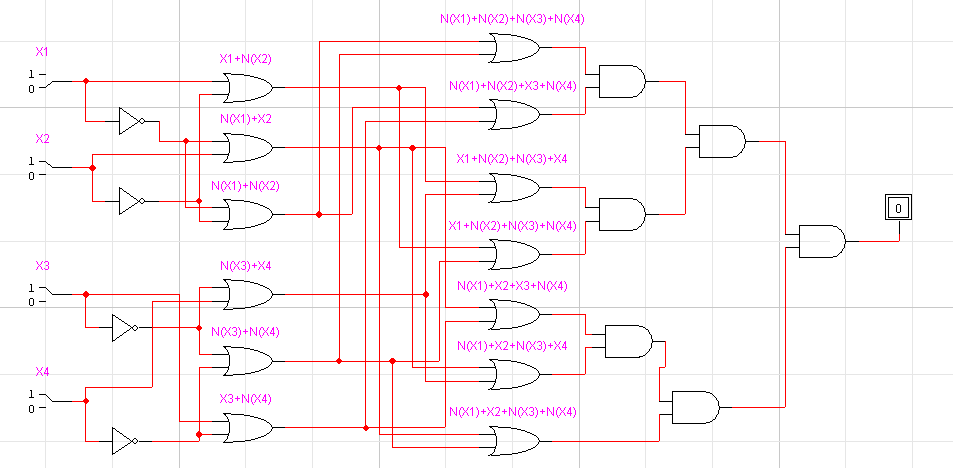 N(X1)+N(X2)+N(X3)+N(X4)
X1
X1+N(X2)
1
0
N(X1)+N(X2)+X3+N(X4)
N(X1)+X2
X2
1
0
X1+N(X2)+N(X3)+X4
N(X1)+N(X2)
0
X1+N(X2)+N(X3)+N(X4)
X3
N(X3)+X4
1
0
N(X1)+X2+X3+N(X4)
N(X3)+N(X4)
N(X1)+X2+N(X3)+X4
X4
1
0
X3+N(X4)
N(X1)+X2+N(X3)+N(X4)